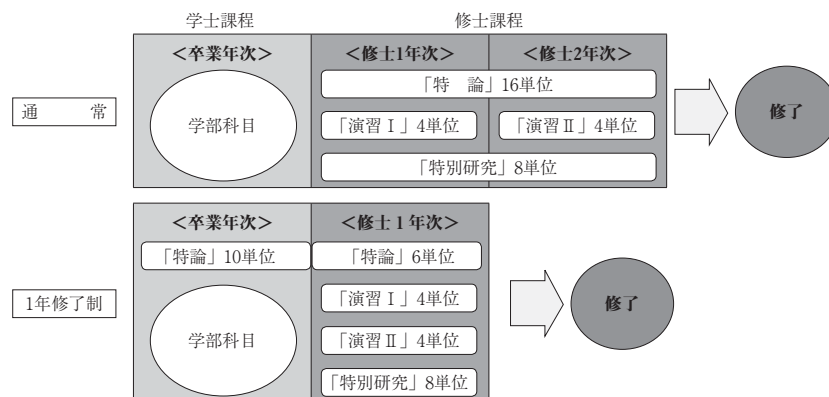 学士課程 修士課程
＜卒業年次＞ ＜修士1年次＞ ＜修士2年次＞
「特　論」16単位
通　　常 学部科目 「演習Ⅰ」4単位 「演習Ⅱ」4単位 修了
「特別研究」8単位
＜卒業年次＞ ＜修士１年次＞
「特論」10単位 「特論」6単位
1年修了制 「演習Ⅰ」4単位 修了
学部科目 「演習Ⅱ」4単位
「特別研究」8単位